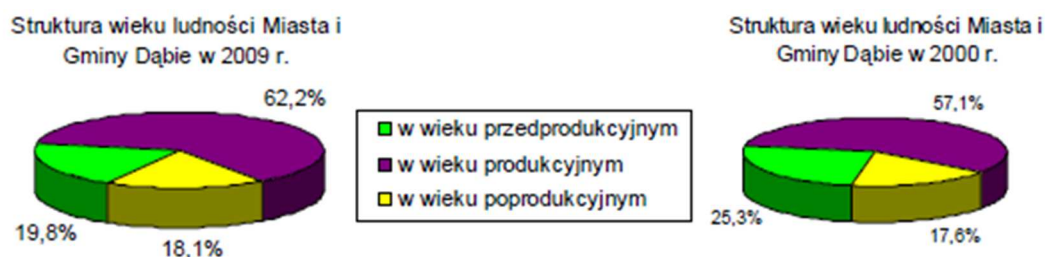 Struktura wieku ludności Miasta i
Gminy Dąbie w 2009 r.
62,2%
19,8%
18,1%
w wieku przedprodukcyjnym
w wieku produkcyjnym
w wieku poprodukcyjnym
Struktura wieku ludności Miasta i
Gminy Dąbie w 2000 r.
57,1%
25,3%
17,6%